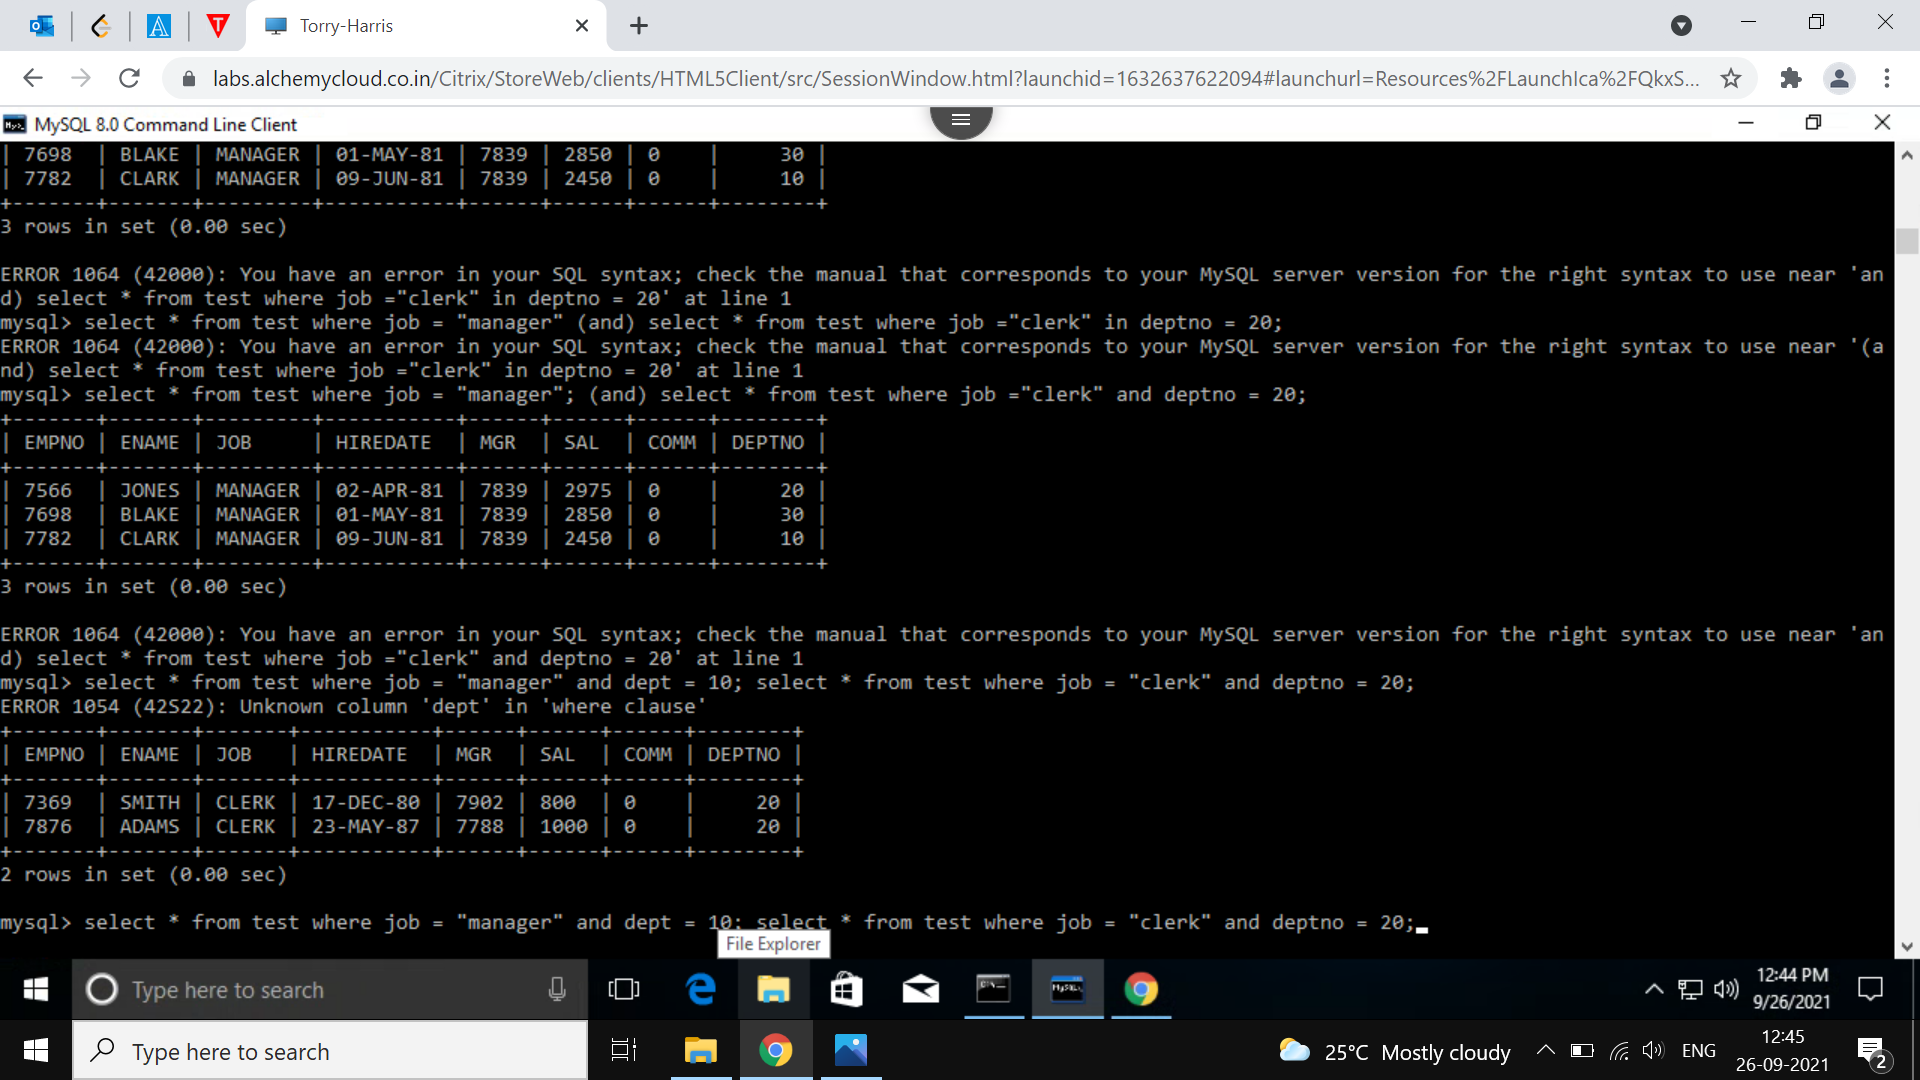 Torry-Harris
labs.alchemycloud.co.in/Citrix/StoreWeb/clients/HTML5Client/src/SessionWindow.html?launchid=1632637622094#launchurl=Resources%2FLaunchIca%2FQkxS...
MySQL 8.0 Command Line Client
| 7698  | BLAKE | MANAGER | 01-MAY-81 | 7839 | 2850 | 0    |     30 |
| 7782  | CLARK | MANAGER | 09-JUN-81 | 7839 | 2450 | 0    |     10 |
+-------+-------+---------+-----------+------+------+------+--------+
3 rows in set (0.00 sec)
ERROR 1064 (42000): You have an error in your SQL syntax; check the manual that corresponds to your MySQL server version for the right syntax to use near 'an
d) select * from test where job ="clerk" in deptno = 20' at line 1
mysql> select * from test where job = "manager" (and) select * from test where job ="clerk" in deptno = 20;
ERROR 1064 (42000): You have an error in your SQL syntax; check the manual that corresponds to your MySQL server version for the right syntax to use near '(a
nd) select * from test where job ="clerk" in deptno = 20' at line 1
mysql> select * from test where job = "manager"; (and) select * from test where job ="clerk" and deptno = 20;
+-------+-------+---------+-----------+------+------+------+--------+
| EMPNO | ENAME | JOB     | HIREDATE  | MGR  | SAL  | COMM | DEPTNO |
+-------+-------+---------+-----------+------+------+------+--------+
| 7566  | JONES | MANAGER | 02-APR-81 | 7839 | 2975 | 0    |     20 |
| 7698  | BLAKE | MANAGER | 01-MAY-81 | 7839 | 2850 | 0    |     30 |
| 7782  | CLARK | MANAGER | 09-JUN-81 | 7839 | 2450 | 0    |     10 |
+-------+-------+---------+-----------+------+------+------+--------+
3 rows in set (0.00 sec)
ERROR 1064 (42000): You have an error in your SQL syntax; check the manual that corresponds to your MySQL server version for the right syntax to use near 'an
d) select * from test where job ="clerk" and deptno = 20' at line 1
mysql> select * from test where job = "manager" and dept = 10; select * from test where job = "clerk" and deptno = 20;
ERROR 1054 (42S22): Unknown column 'dept' in 'where clause'
+-------+-------+-------+-----------+------+------+------+--------+
| EMPNO | ENAME | JOB   | HIREDATE  | MGR  | SAL  | COMM | DEPTNO |
+-------+-------+-------+-----------+------+------+------+--------+
| 7369  | SMITH | CLERK | 17-DEC-80 | 7902 | 800  | 0    |     20 |
| 7876  | ADAMS | CLERK | 23-MAY-87 | 7788 | 1000 | 0    |     20 |
+-------+-------+-------+-----------+------+------+------+--------+
2 rows in set (0.00 sec)
mysql> select * from test where job = "manager" and dept = 10; select * from test where job = "clerk" and deptno = 20;
File Explorer
Type here to search
12:44 PM
9/26/2021
Type here to search
25°C Mostly cloudy
ENG
12:45
26-09-2021
2